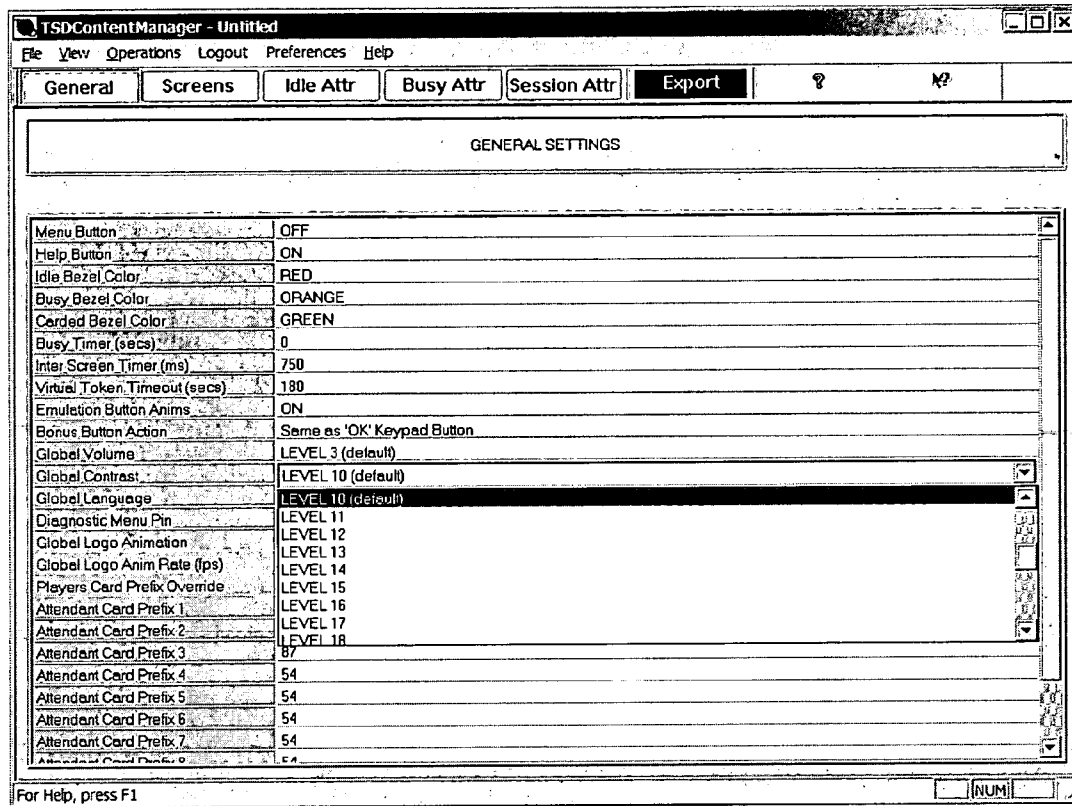 TSDContentManager - Untitled
File View Operations Logout Preferences Help
General Screens Idle Attr Busy Attr Session Attr Export ? ?
GENERAL SETTINGS
Menu Button OFF
Help Button ON
Idle Bezel Color RED
Busy Bezel Color ORANGE
Carded Bezel Color GREEN
Busy Timer (secs) 0
Inter Screen Timer (ms) 750
Virtual Token Timeout (secs) 180
Emulation Button Anims ON
Bonus Button Action Same as 'OK' Keypad Button
Global Volume LEVEL 3 (default)
Global Contrast LEVEL 10 (default)
Global Language LEVEL 10 (default)
LEVEL 11
Diagnostic Menu Pin LEVEL 12
Global Logo Animation LEVEL 13
Global Logo Anim Rate (fps) LEVEL 14
Players Card Prefix Override LEVEL 15
Attendant Card Prefix 1 LEVEL 16
LEVEL 17
Attendant Card Prefix 2 LEVEL 18
Attendant Card Prefix 3 87
Attendant Card Prefix 4 54
Attendant Card Prefix 5 54
Attendant Card Prefix 6 54
Attendant Card Prefix 7 54
Attendant Card Prefix 8 54
For Help, press F1 NUM